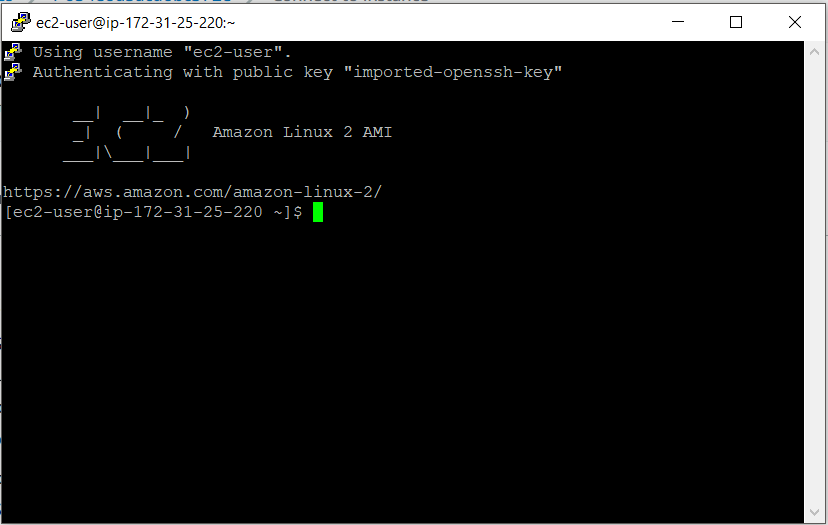 ec2-user@ip-172-31-25-220:~
Using username "ec2-user".
Authenticating with public key "imported-openssh-key"
       __|  __|_  )
       _|  (     /   Amazon Linux 2 AMI
      ___|\___|___|
https://aws.amazon.com/amazon-linux-2/
[ec2-user@ip-172-31-25-220 ~]$